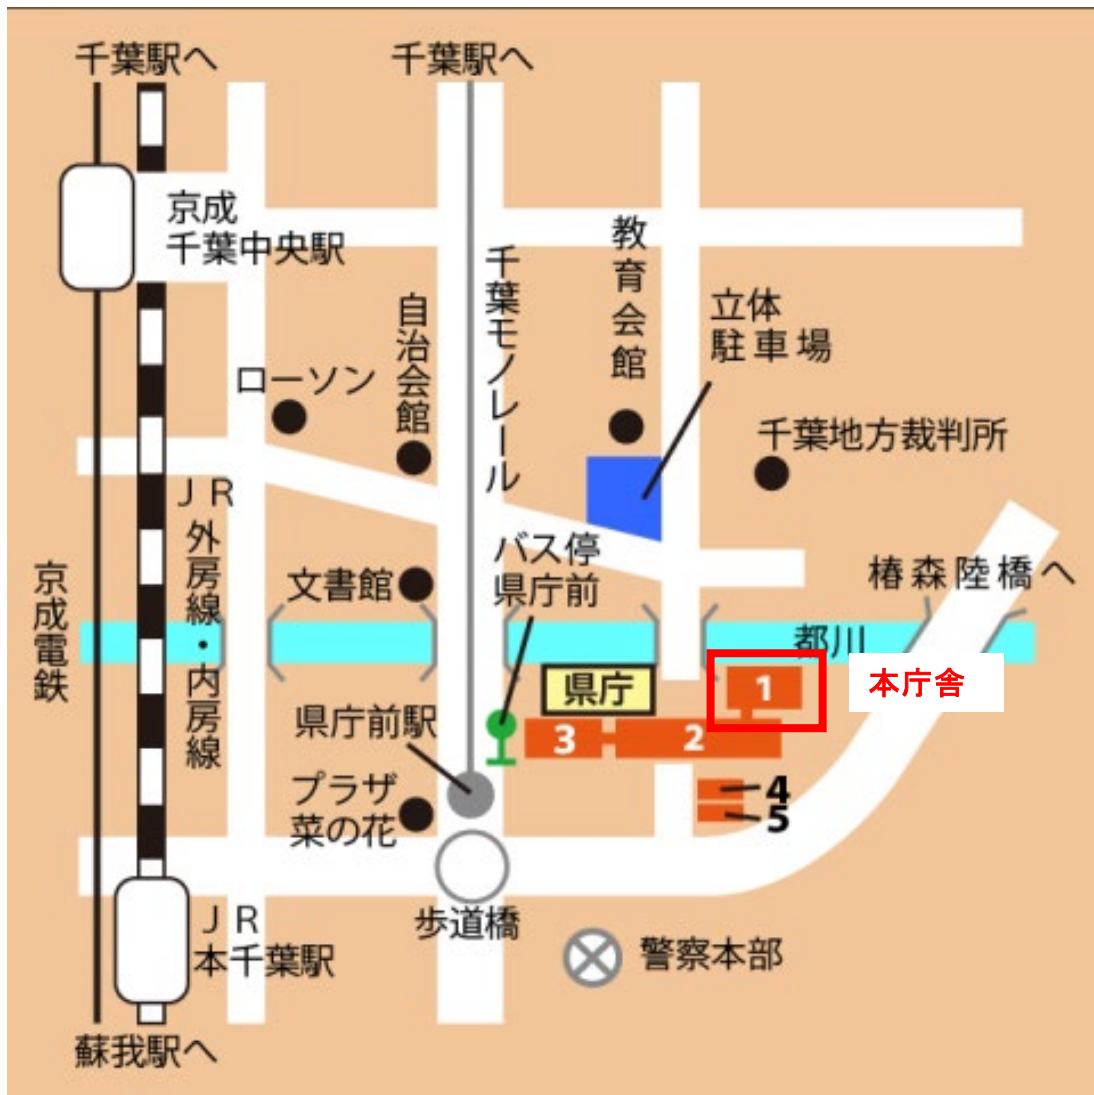 千葉駅へ
千葉駅へ
京成
千葉中央駅
教育会館
千葉モノレール
立体
駐車場
自治会館
ローソン
千葉地方裁判所
ＪＲ
外房線・内房線
バス停
県庁前
京成電鉄
文書館
椿森陸橋へ
都川
県庁
1
本庁舎
県庁前駅
3
2
プラザ
菜の花
4
5
歩道橋
ＪＲ
本千葉駅
警察本部
蘇我駅へ